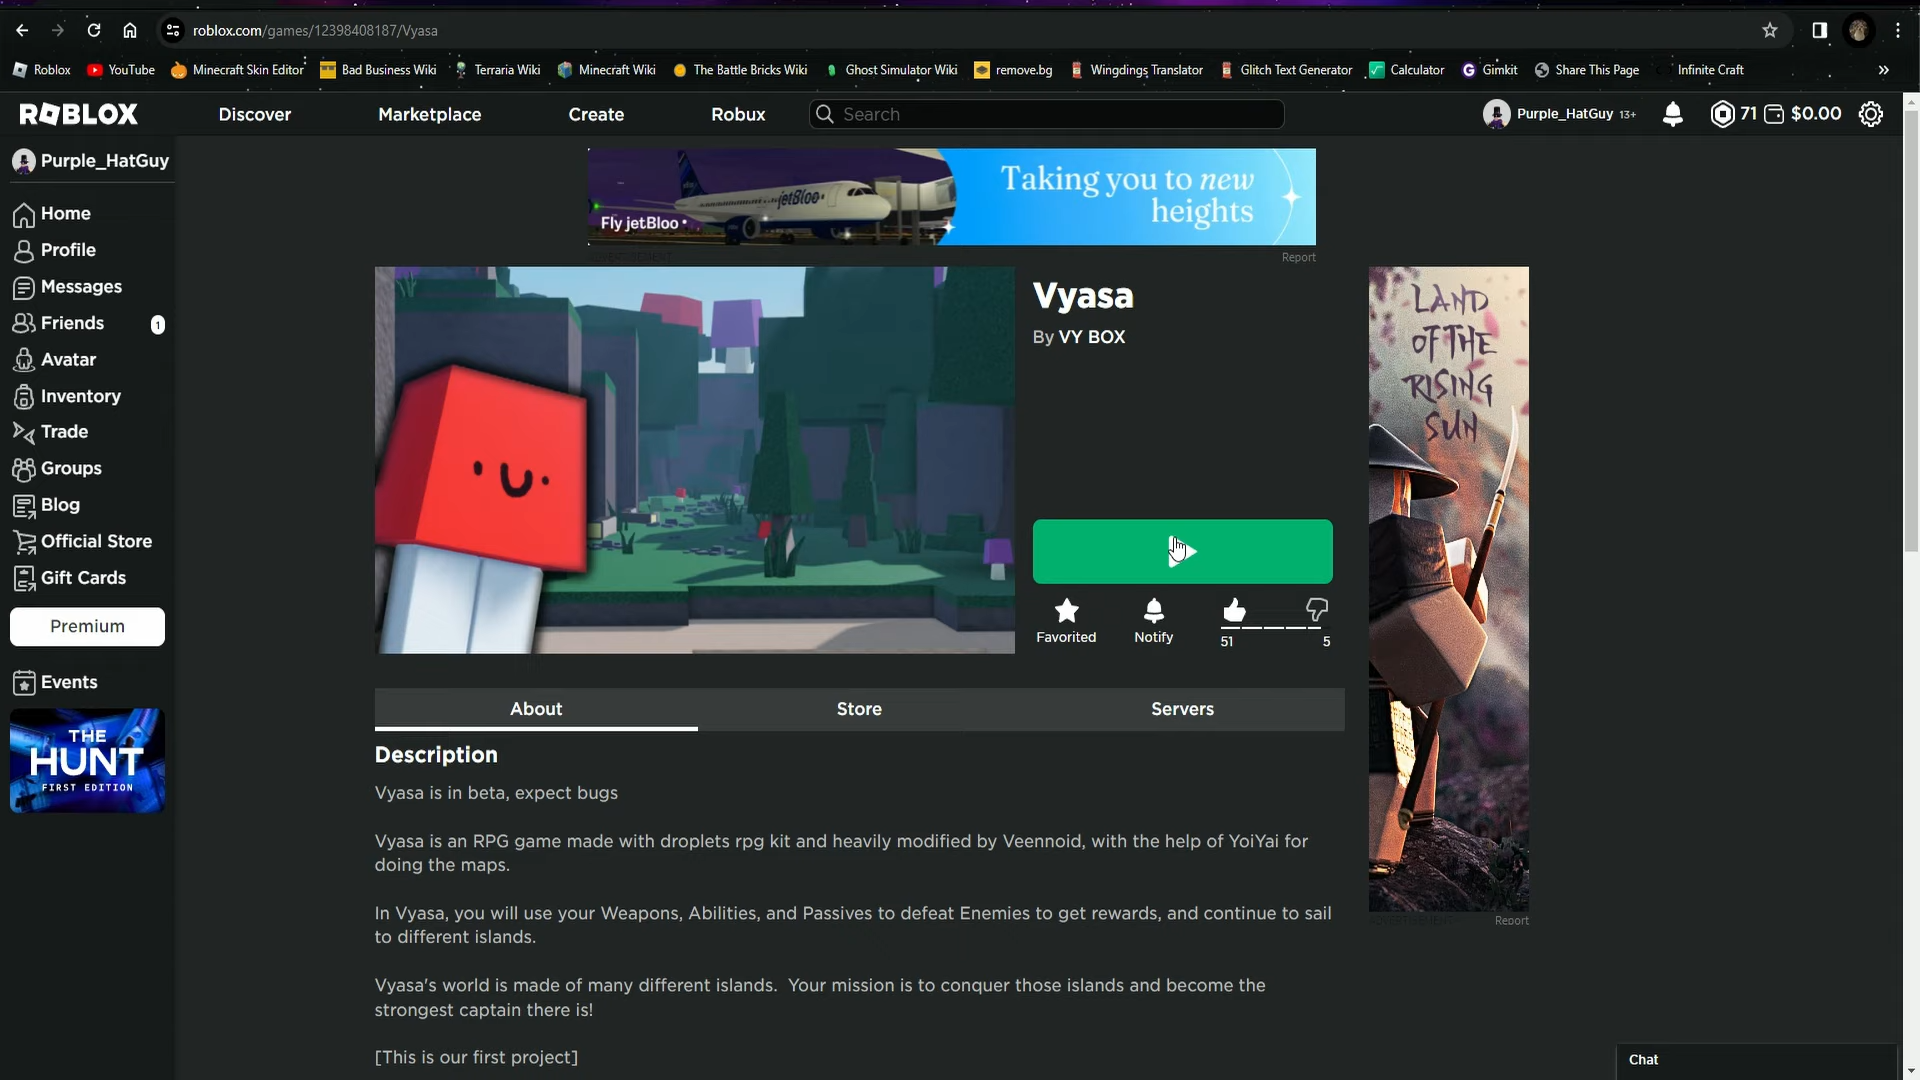 roblox.com/games/12398408187/Vyasa
Roblox YouTube Minecraft Skin Editor Bad Business Wiki Terraria Wiki Minecraft Wiki The Battle Bricks Wiki Ghost Simulator Wiki remove.bg Wingdings Translator Glitch Text Generator Calculator Gimkit Share This Page Infinite Craft »
ROBLOX Discover Marketplace Create Robux Search Purple_HatGuy 13+ 71 $0.00
Purple_HatGuy
Home
Profile
Messages
Friends 1
Avatar
Inventory
Trade
Groups
Blog
Official Store
Gift Cards
Premium
Events
THE
HUNT
FIRST EDITION
jetBloo
Fly jetBloo •
Taking you to new
heights
ADVERTISEMENT
Report
Vyasa
By VY BOX
Favorited Notify 51 5
LAND
OF THE
RISING
SUN
ADVERTISEMENT
Report
About Store Servers
Description
Vyasa is in beta, expect bugs
Vyasa is an RPG game made with droplets rpg kit and heavily modified by Veennoid, with the help of YoiYai for
doing the maps.
In Vyasa, you will use your Weapons, Abilities, and Passives to defeat Enemies to get rewards, and continue to sail
to different islands.
Vyasa's world is made of many different islands. Your mission is to conquer those islands and become the
strongest captain there is!
[This is our first project]
Chat